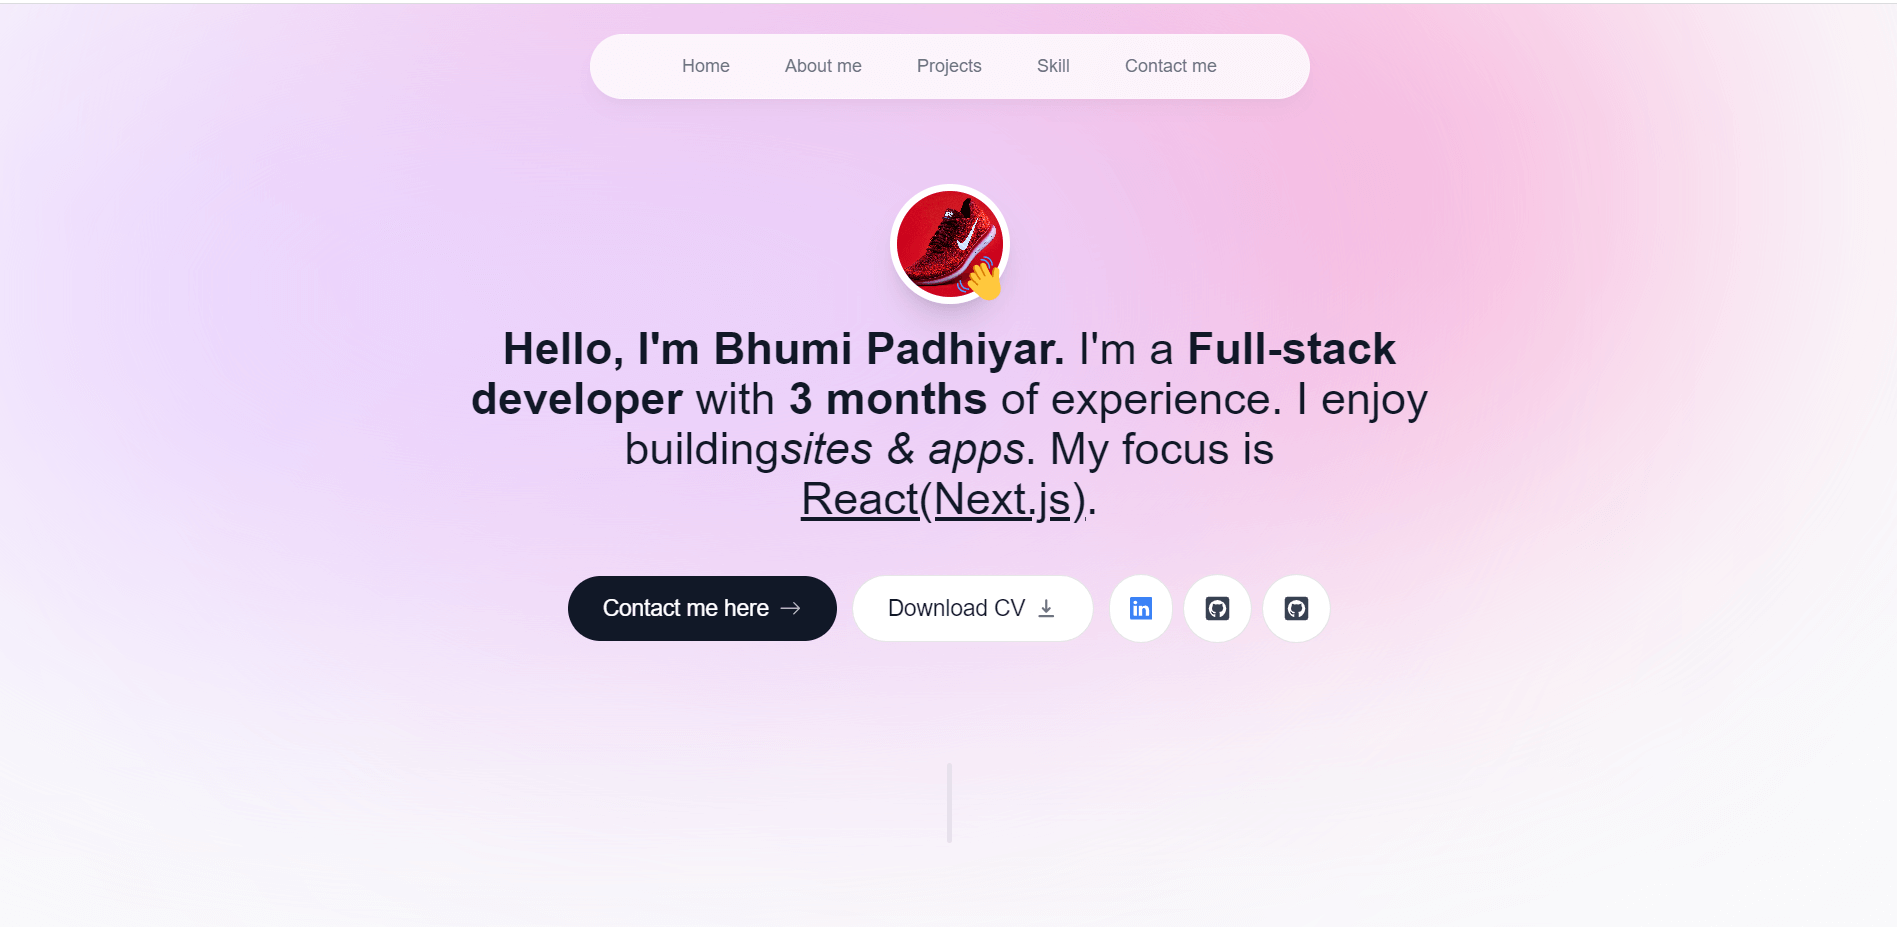 Home About me Projects Skill Contact me
Hello, I'm Bhumi Padhiyar. I'm a Full-stack
developer with 3 months of experience. I enjoy
buildingsites & apps. My focus is
React(Next.js).
Contact me here Download CV in